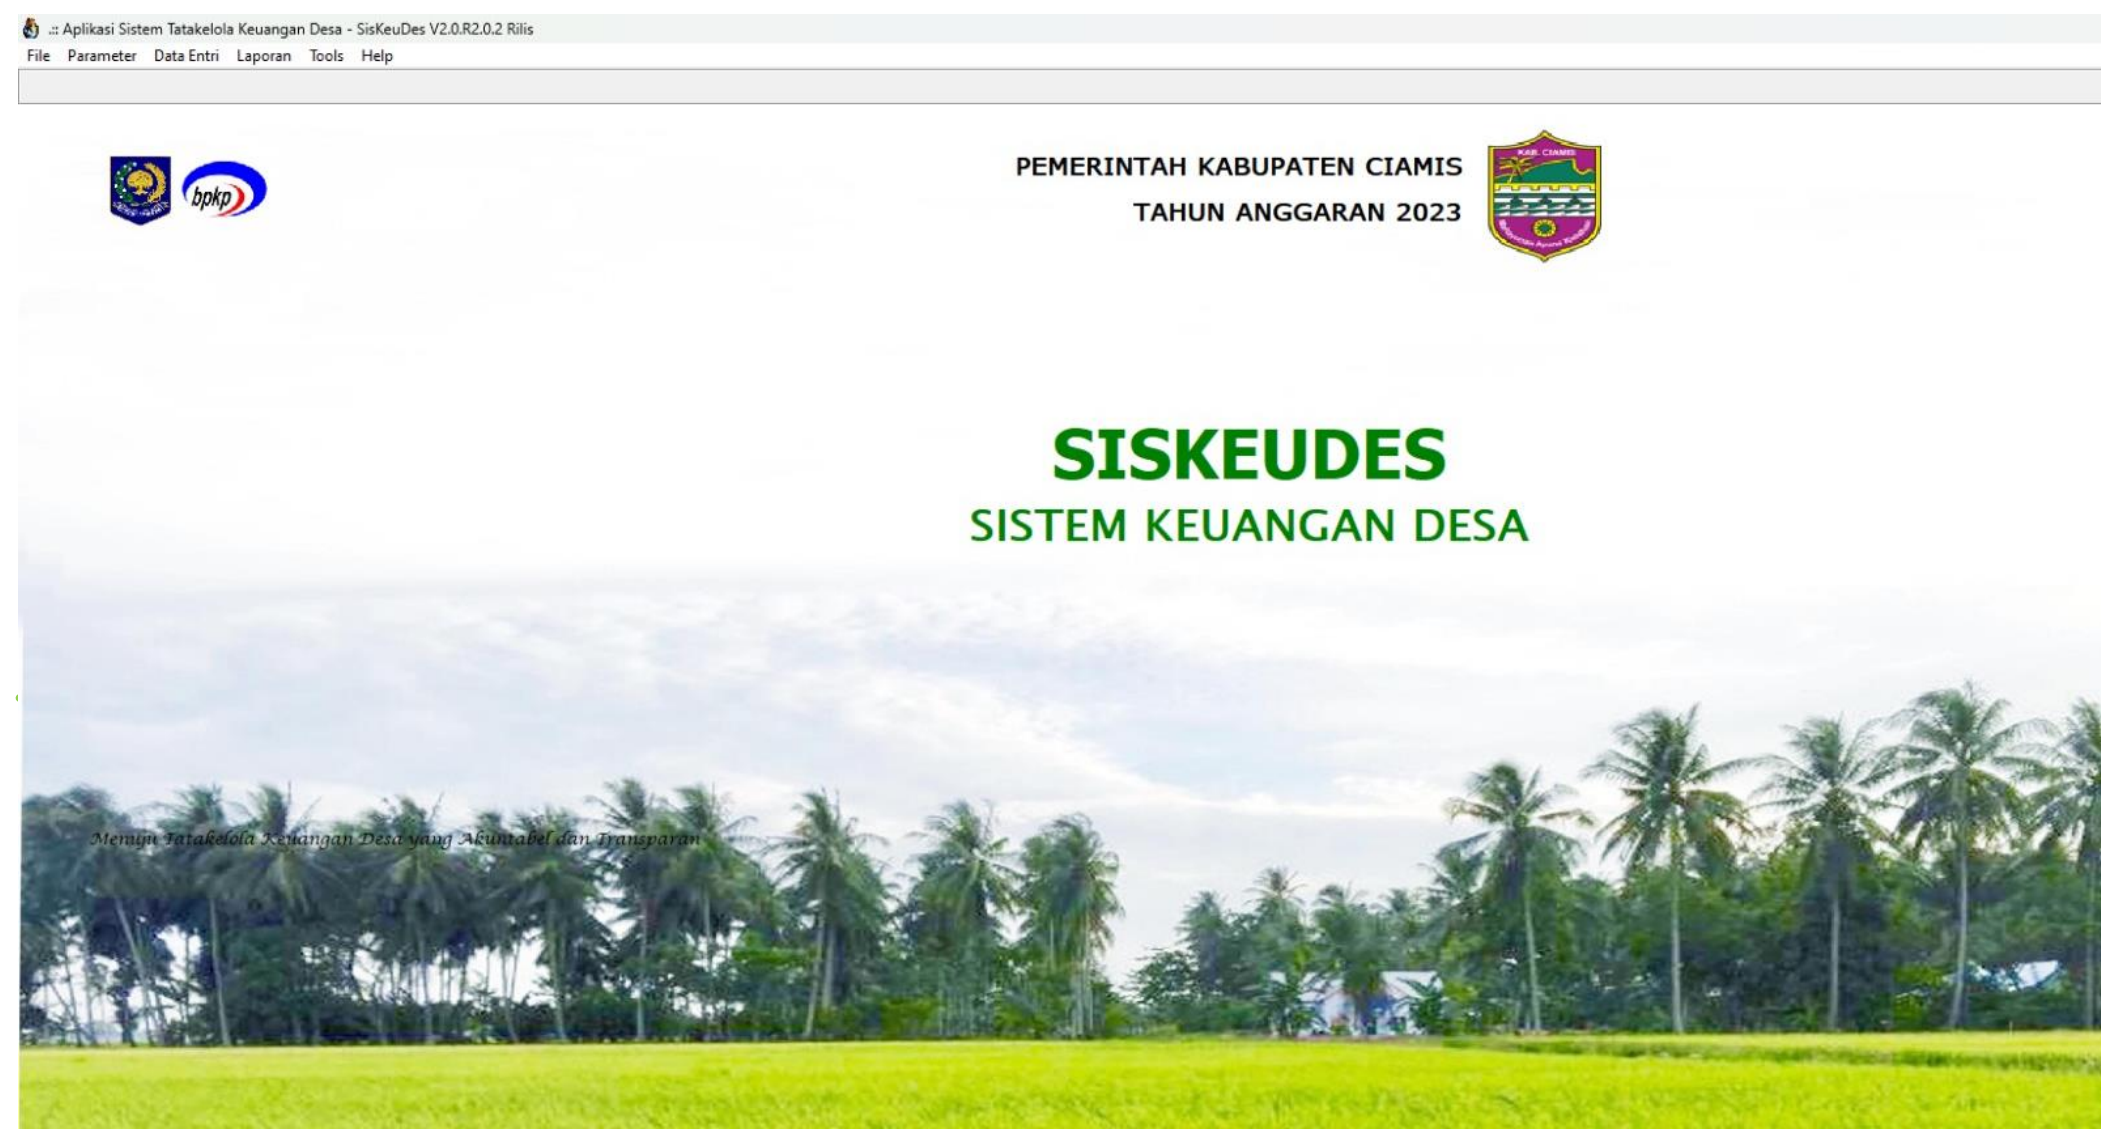 .:: Aplikasi Sistem Tatakelola Keuangan Desa - SisKeuDes V2.0.R2.0.2 Rilis
File Parameter Data Entri Laporan Tools Help
bpkp
PEMERINTAH KABUPATEN CIAMIS
TAHUN ANGGARAN 2023
KAB. CIAMIS
SISKEUDES
SISTEM KEUANGAN DESA
Menuju Tatakelola Keuangan Desa yang Akuntabel dan Transparan